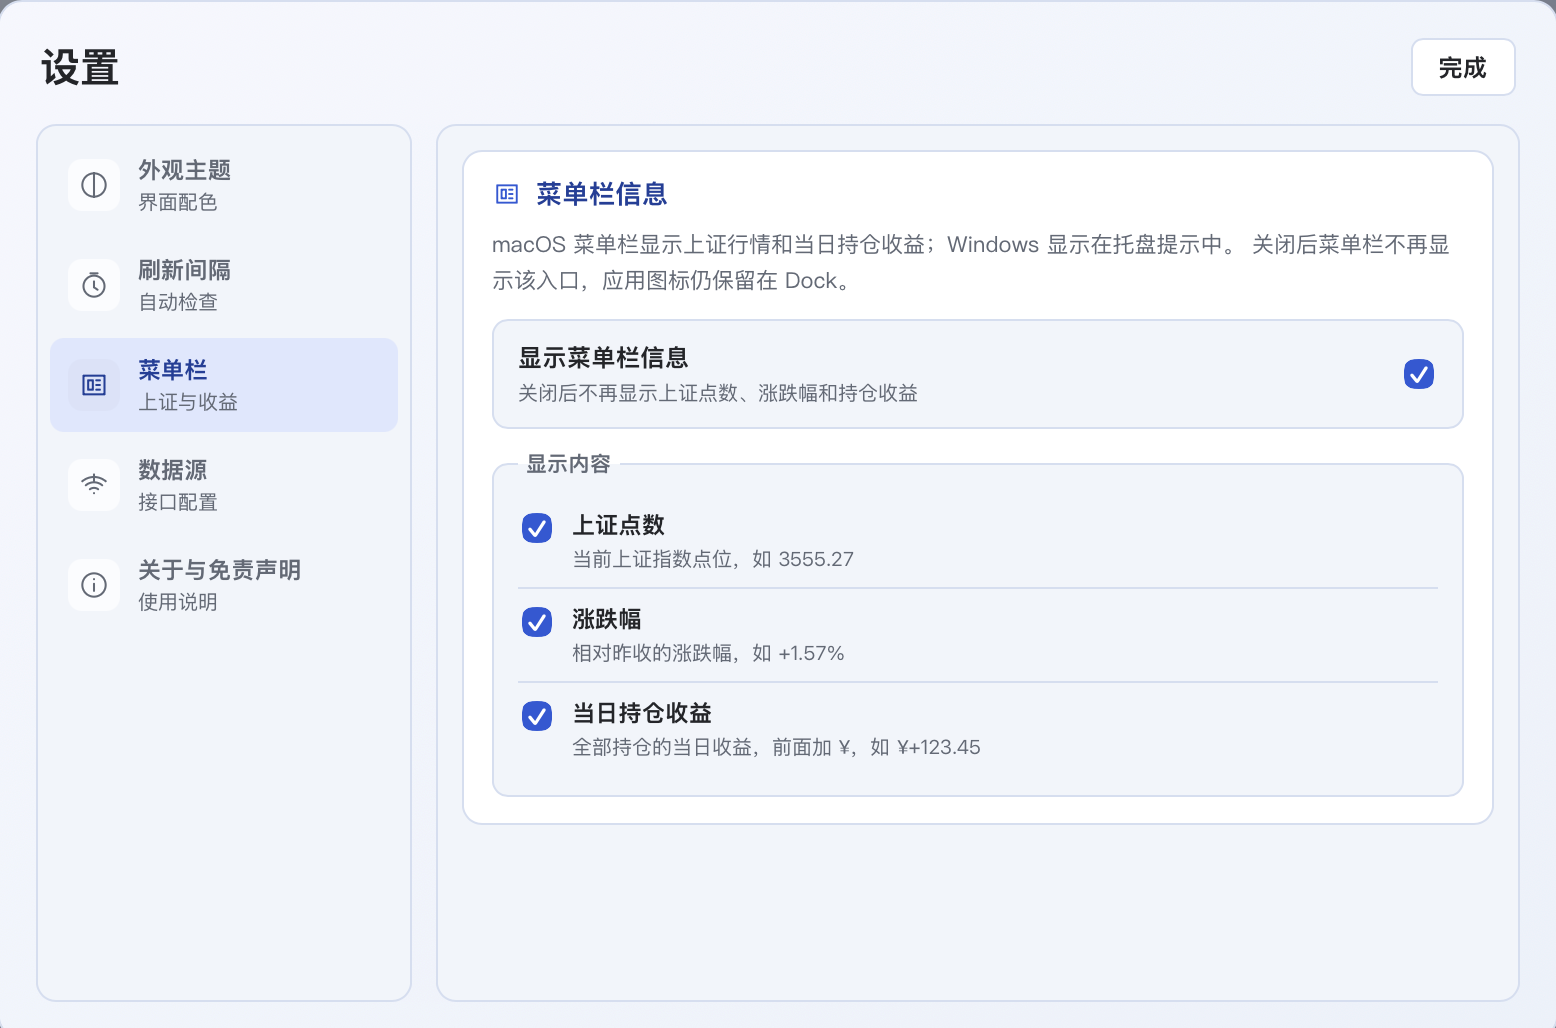 设置
完成
外观主题
界面配色
刷新间隔
自动检查
菜单栏
上证与收益
数据源
接口配置
关于与免责声明
使用说明
菜单栏信息
macOS 菜单栏显示上证行情和当日持仓收益；Windows 显示在托盘提示中。 关闭后菜单栏不再显
示该入口，应用图标仍保留在 Dock。
显示菜单栏信息
关闭后不再显示上证点数、涨跌幅和持仓收益
显示内容
上证点数
当前上证指数点位，如 3555.27
涨跌幅
相对昨收的涨跌幅，如 +1.57%
当日持仓收益
全部持仓的当日收益，前面加 ¥，如 ¥+123.45